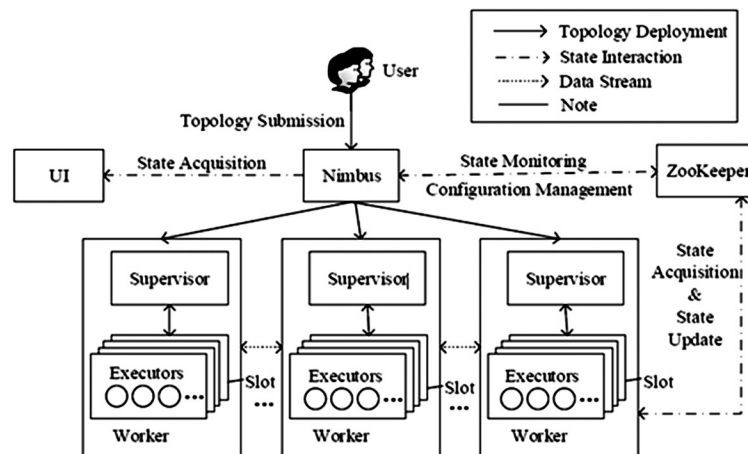 Topology Deployment
State Interaction
Data Stream
Note
User
Topology Submission
UI
State Acquisition
Nimbus
State Monitoring
Configuration Management
ZooKeeper
Supervisor
Supervisor
Supervisor
State
Acquisition
&
State
Update
Executors
Slot
...
Worker
Executors
Slot
...
Worker
Executors
Slot
Worker